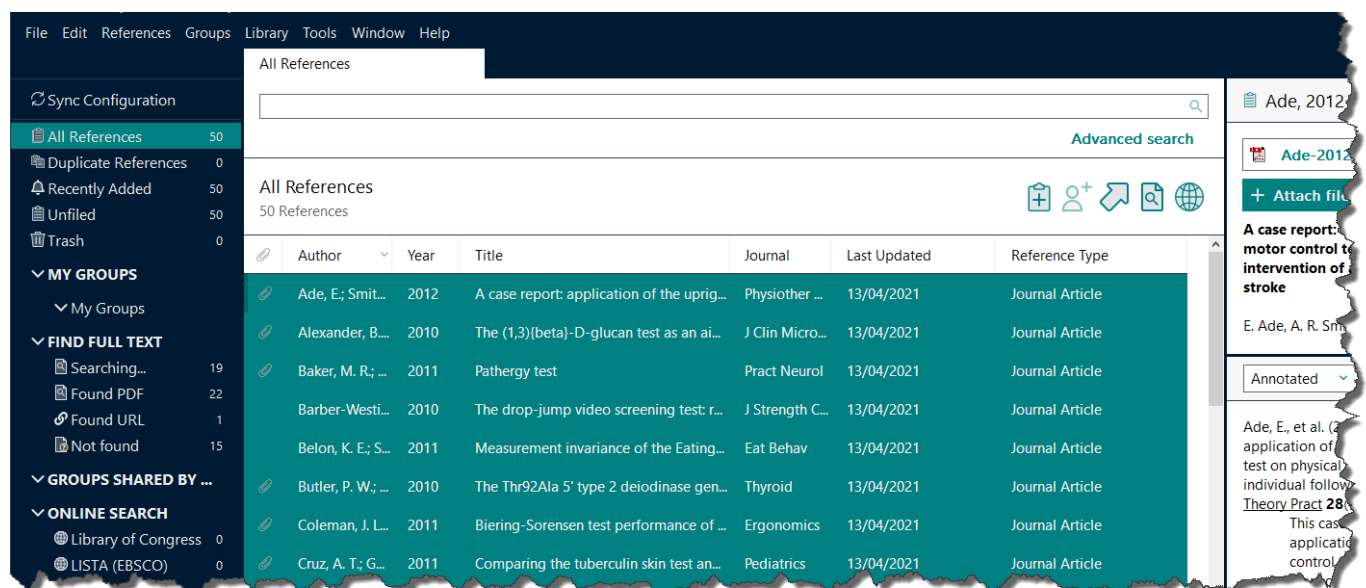 File Edit References Groups Library Tools Window Help
All References
Sync Configuration
All References 50
Duplicate References 0
Recently Added 50
Unfiled 50
Trash 0
MY GROUPS
My Groups
FIND FULL TEXT
Searching... 19
Found PDF 22
Found URL 1
Not found 15
GROUPS SHARED BY ...
ONLINE SEARCH
Library of Congress 0
LISTA (EBSCO) 0
Advanced search
All References
50 References
Author Year Title Journal Last Updated Reference Type
Ade, E.; Smit... 2012 A case report: application of the uprig... Physiother ... 13/04/2021 Journal Article
Alexander, B.... 2010 The (1,3){beta}-D-glucan test as an ai... J Clin Micro... 13/04/2021 Journal Article
Baker, M. R.; ... 2011 Pathergy test Pract Neurol 13/04/2021 Journal Article
Barber-Westi... 2010 The drop-jump video screening test: r... J Strength C... 13/04/2021 Journal Article
Belon, K. E.; S... 2011 Measurement invariance of the Eating... Eat Behav 13/04/2021 Journal Article
Butler, P. W.; ... 2010 The Thr92Ala 5' type 2 deiodinase gen... Thyroid 13/04/2021 Journal Article
Coleman, J. L... 2011 Biering-Sorensen test performance of ... Ergonomics 13/04/2021 Journal Article
Cruz, A. T.; G... 2011 Comparing the tuberculin skin test an... Pediatrics 13/04/2021 Journal Article
Ade, 2012
Ade-2012
+ Attach file
A case report:
motor control
intervention of
stroke
E. Ade, A. R. Sm
Annotated
Ade, E., et al.
application of
test on physical
individual follow
Theory Pract 28
This case
applicatio
control